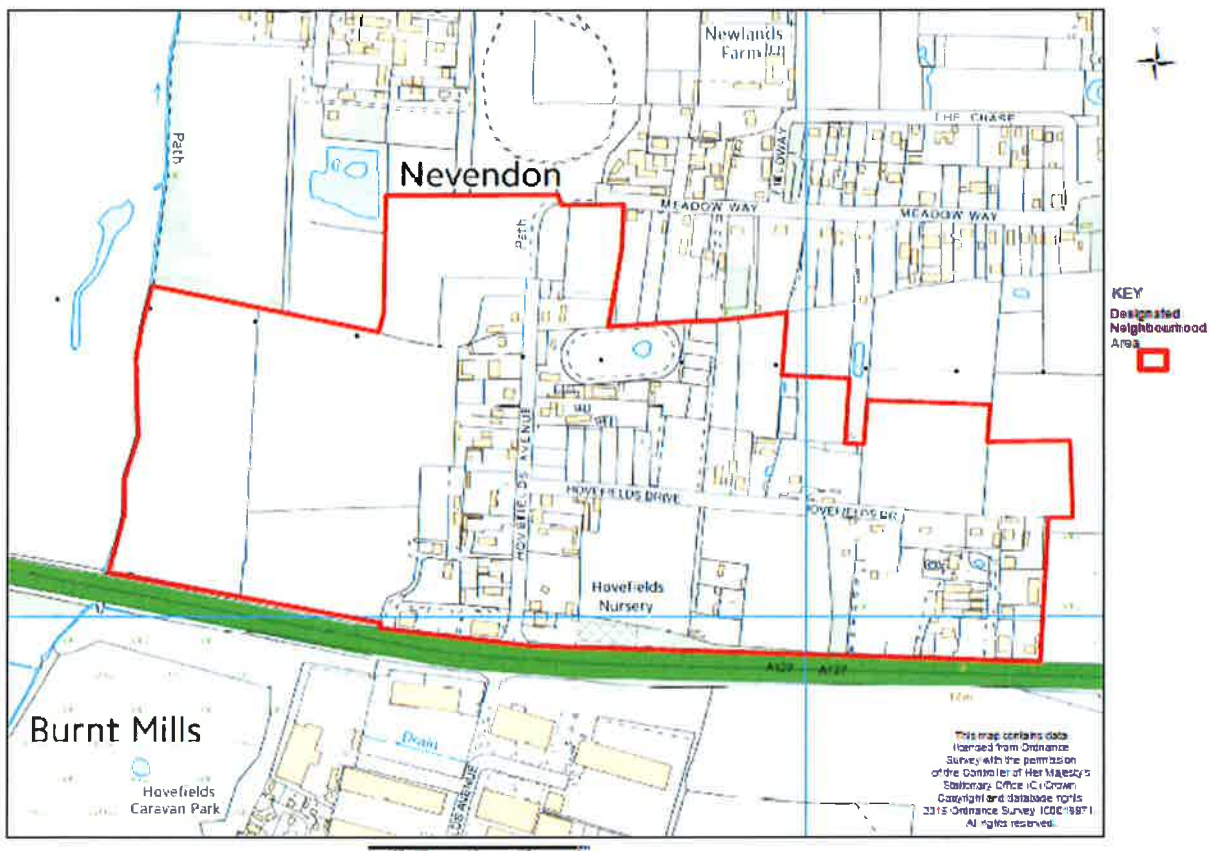 Newlands
Farm
Path
THE CHASE
Nevendon
MEADOW WAY
MEADOW WAY
Path
KEY
Designated
Neighbourhood
Area
HOVEFIELDS AVENUE
HOVEFIELDS DRIVE
HOVEFIELDS DR
Hovefields
Nursery
A127
A127
Burnt Mills
Drain
Hovefields
Caravan Park
This map contains data
licensed from Ordnance
Survey with the permission
of the Controller of Her Majesty's
Stationary Office (C) Crown
Copyright and database rights
Ordnance Survey
All rights reserved.